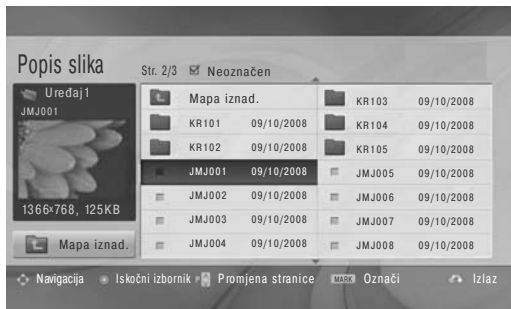 Popis slika
Str. 2/3 Neoznačen
Uređaj1
JMJ001
1366x768, 125KB
Mapa iznad.
Mapa iznad.
KR101 09/10/2008
KR102 09/10/2008
JMJ001 09/10/2008
JMJ002 09/10/2008
JMJ003 09/10/2008
JMJ004 09/10/2008
KR103 09/10/2008
KR104 09/10/2008
KR105 09/10/2008
JMJ005 09/10/2008
JMJ006 09/10/2008
JMJ007 09/10/2008
JMJ008 09/10/2008
Navigacija Iskočni izbornik P Promjena stranice MARK Označi Izlaz